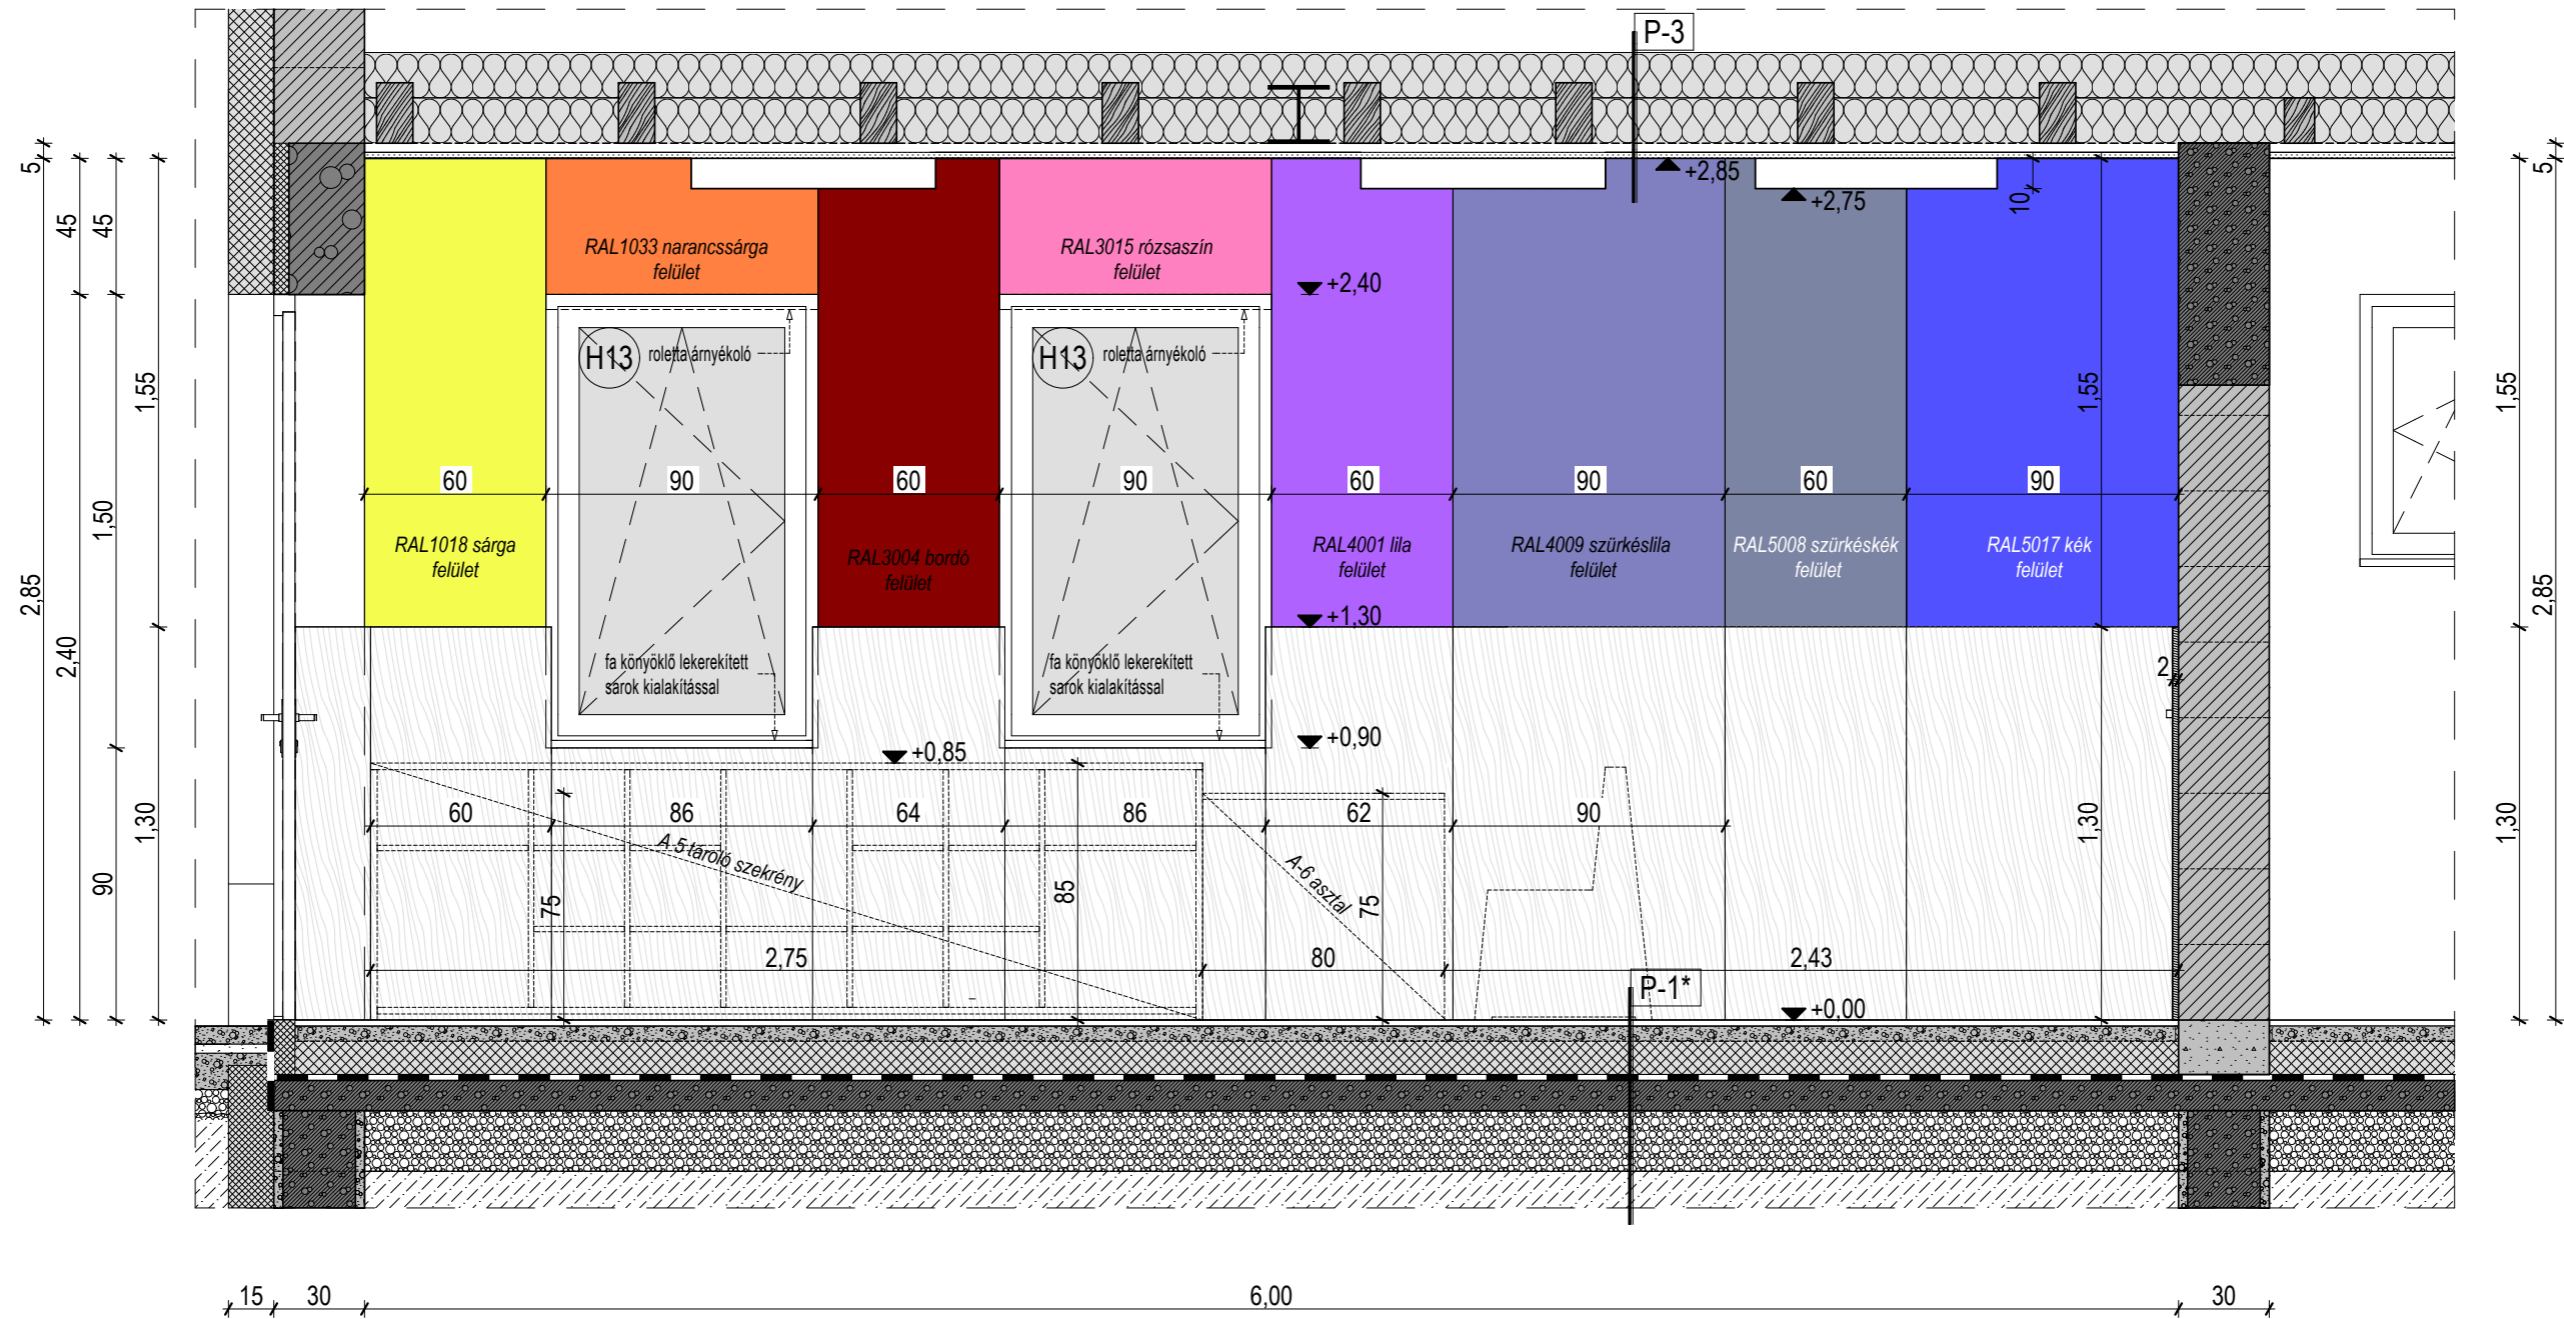 P-3
5
45
45
2,85
2,40
1,55
1,50
90
1,30
RAL1033 narancssárga
felület
RAL3015 rózsaszín
felület
+2,85
+2,75
10
+2,40
H13
roletta árnyékoló
H13
roletta árnyékoló
60
90
60
90
60
90
60
90
1,55
RAL1018 sárga
felület
RAL3004 bordó
felület
RAL4001 lila
felület
RAL4009 szürkéslila
felület
RAL5008 szürkéskék
felület
RAL5017 kék
felület
+1,30
fa könyöklő lekerekített
sarok kialakítással
fa könyöklő lekerekített
sarok kialakítással
2
+0,85
+0,90
60
86
64
86
62
90
1,30
A 5 tároló szekrény
A-6 asztal
75
85
75
2,75
80
2,43
P-1*
+0,00
5
1,55
2,85
1,30
15
30
6,00
30